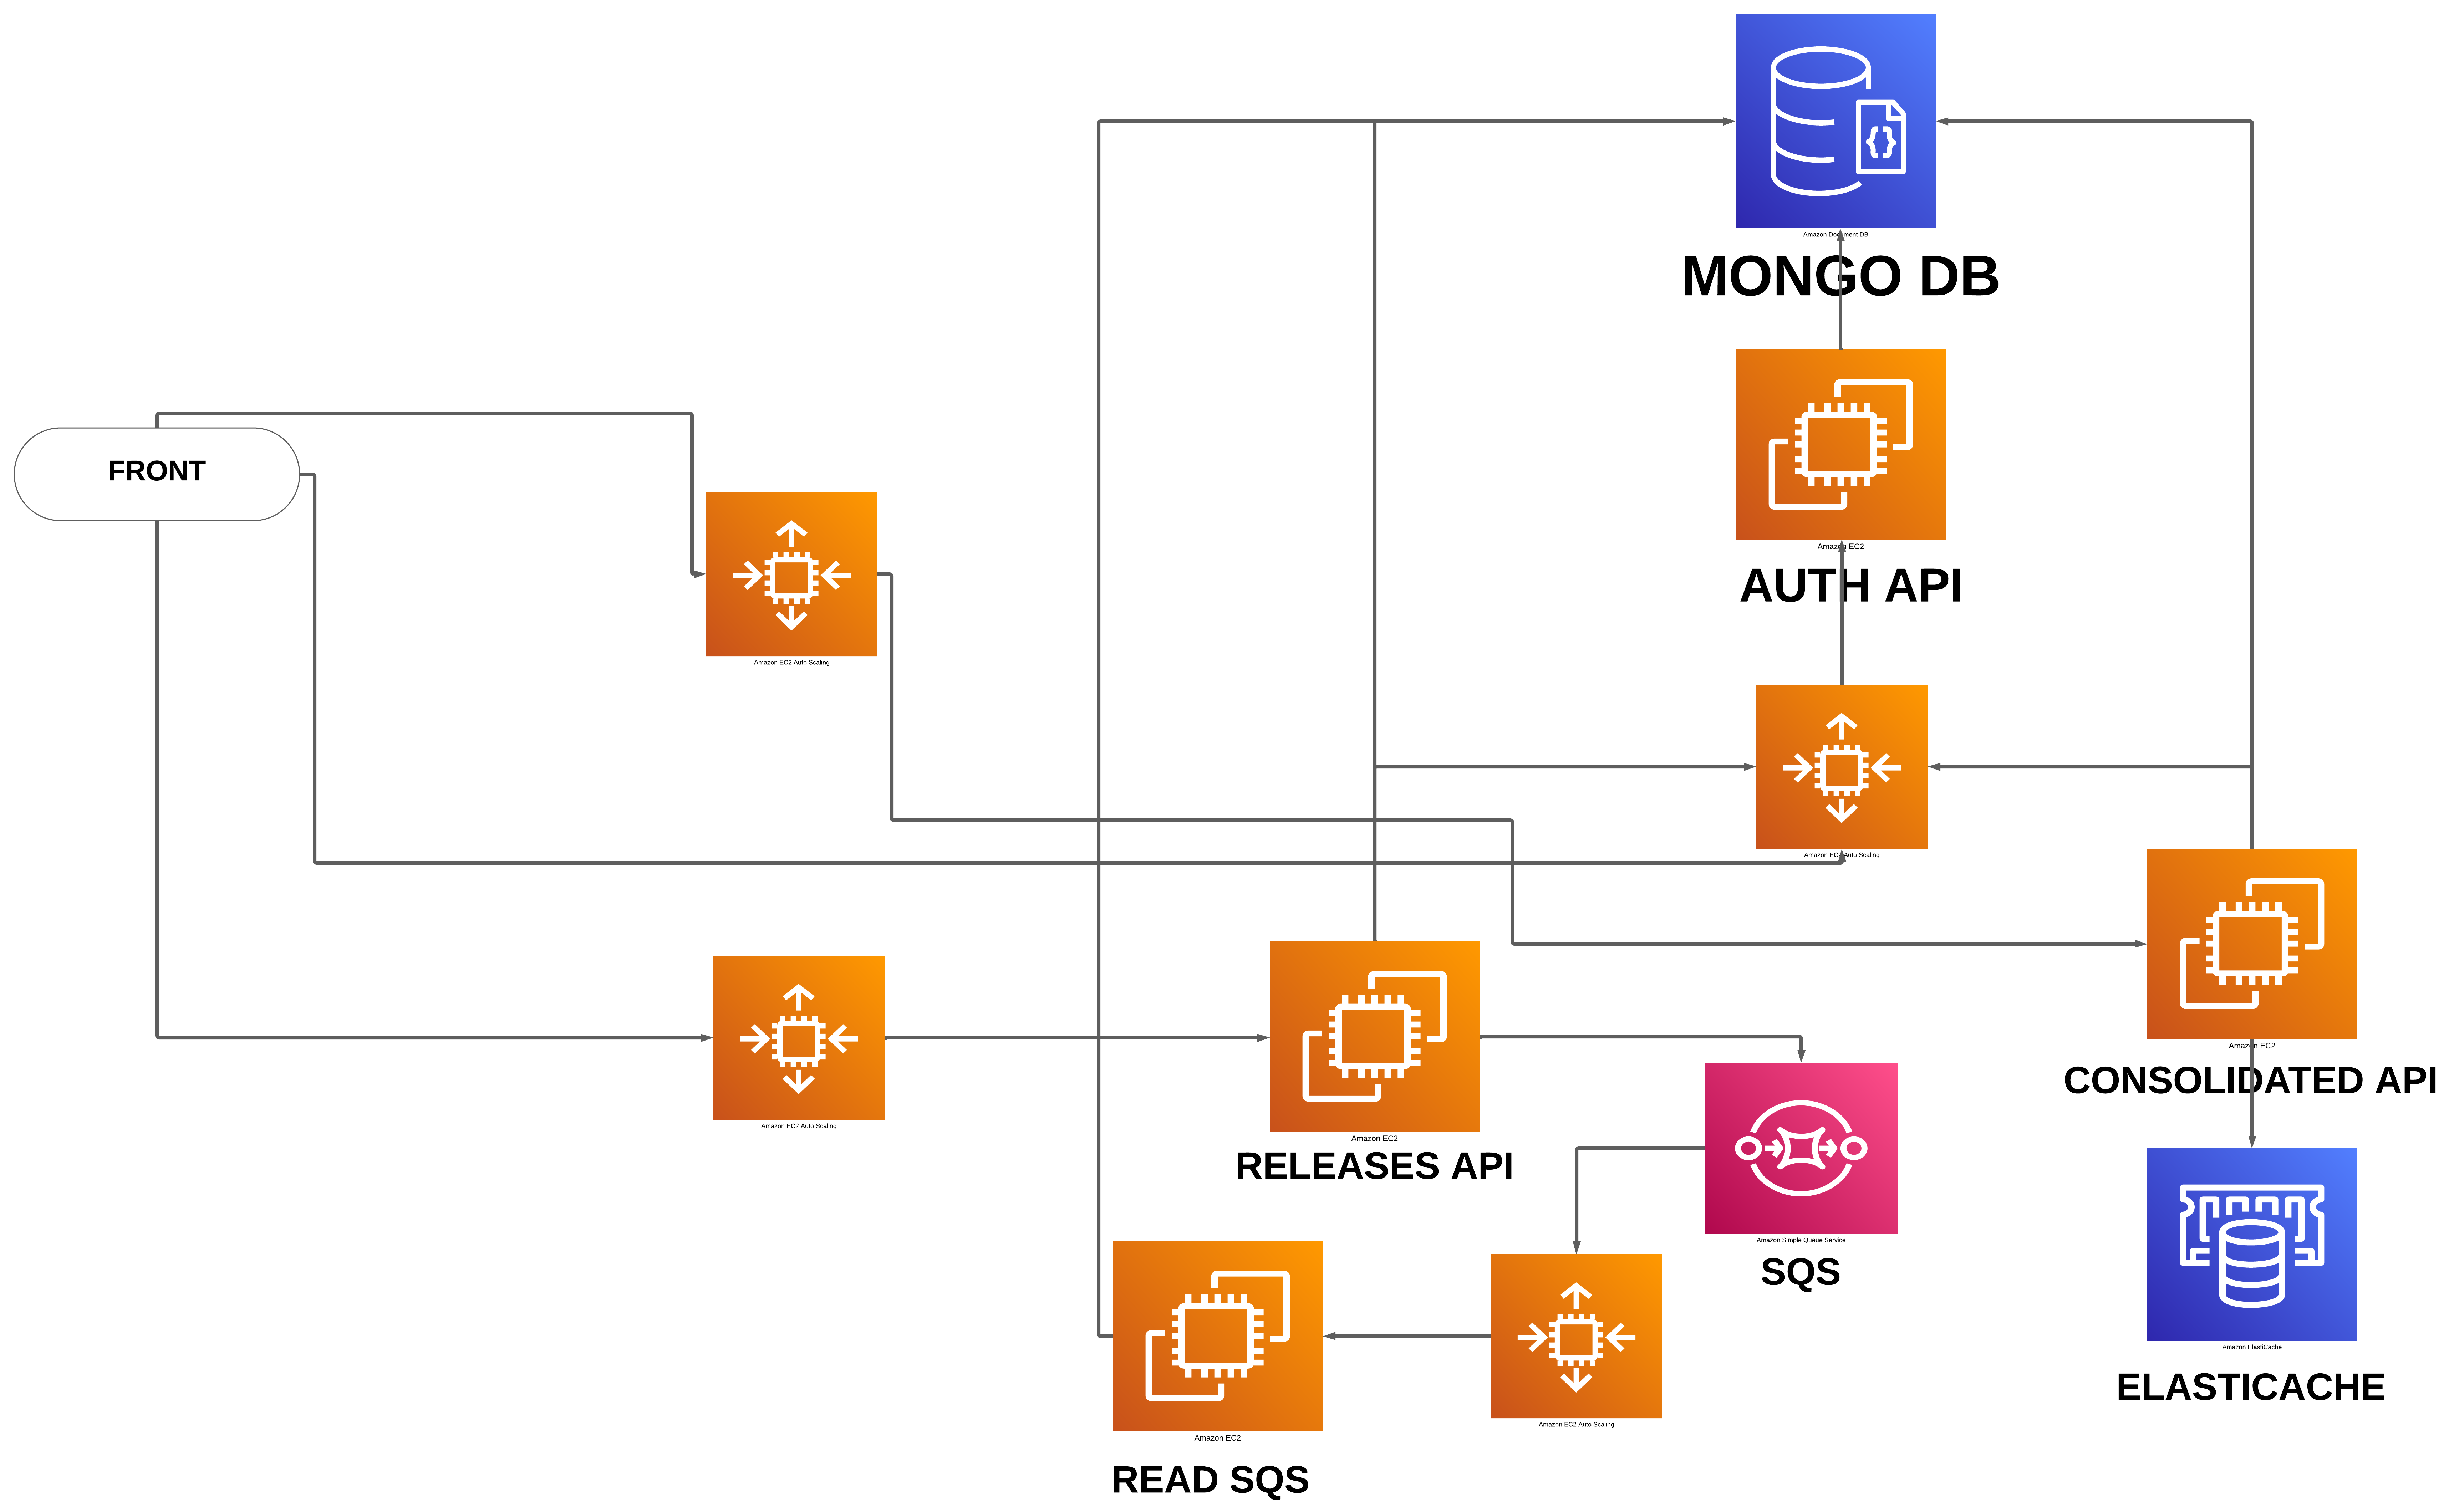 Amazon Document DB
MONGO DB
FRONT
Amazon EC2
AUTH API
Amazon EC2 Auto Scaling
Amazon EC2 Auto Scaling
Amazon EC2
CONSOLIDATED API
Amazon EC2 Auto Scaling
Amazon EC2
RELEASES API
Amazon Simple Queue Service
SQS
Amazon ElastiCache
ELASTICACHE
Amazon EC2 Auto Scaling
Amazon EC2
READ SQS